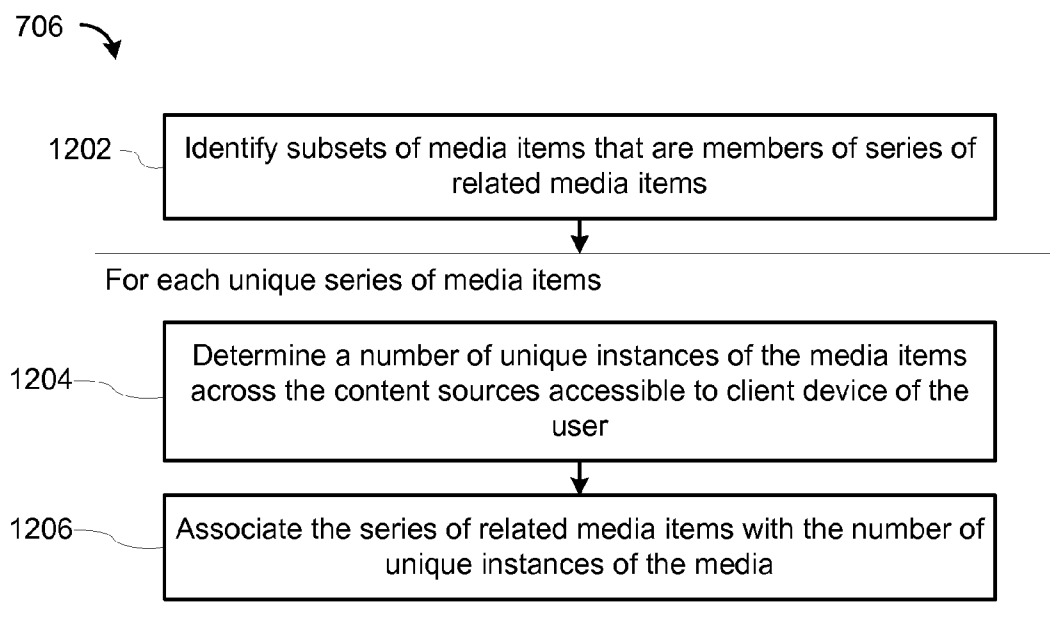 706
1202
Identify subsets of media items that are members of series of
related media items
For each unique series of media items
1204
Determine a number of unique instances of the media items
across the content sources accessible to client device of the
user
1206
Associate the series of related media items with the number of
unique instances of the media